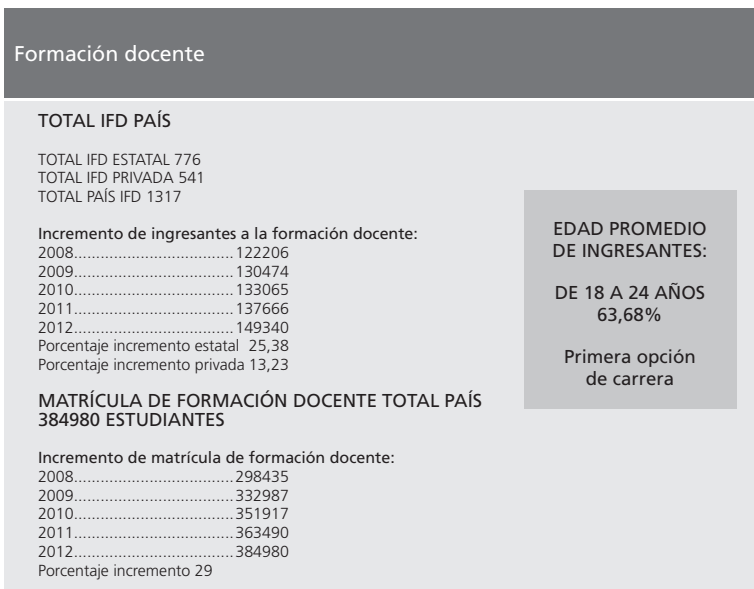 Formación docente
TOTAL IFD PAÍS
TOTAL IFD ESTATAL 776
TOTAL IFD PRIVADA 541
TOTAL PAÍS IFD 1317
Incremento de ingresantes a la formación docente:
2008....................................122206
2009....................................130474
2010....................................133065
2011....................................137666
2012....................................149340
Porcentaje incremento estatal  25,38
Porcentaje incremento privada 13,23
MATRÍCULA DE FORMACIÓN DOCENTE TOTAL PAÍS
384980 ESTUDIANTES
Incremento de matrícula de formación docente:
2008....................................298435
2009....................................332987
2010....................................351917
2011....................................363490
2012....................................384980
Porcentaje incremento 29
EDAD PROMEDIO
DE INGRESANTES:
DE 18 A 24 AÑOS
63,68%
Primera opción
de carrera